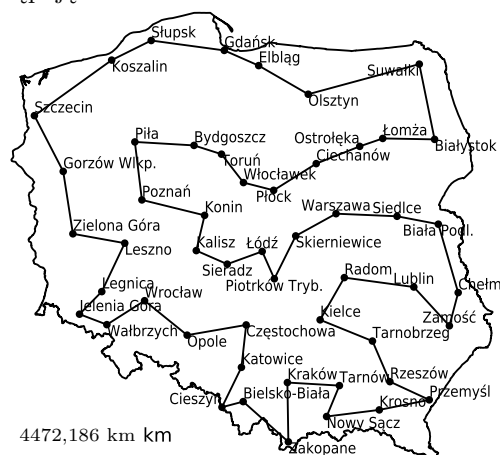 Słupsk
Gdańsk
Elbląg
Koszalin
Suwałki
Olsztyn
Szczecin
Piła
Bydgoszcz
Ostrołęka
Łomża
Białystok
Toruń
Ciechanów
Gorzów Wlkp.
Włocławek
Płock
Poznań
Konin
Warszawa
Siedlce
Zielona Góra
Biała Podl.
Leszno
Kalisz
Łódź
Skierniewice
Sieradz
Piotrków Tryb.
Radom
Lublin
Chełm
Legnica
Wrocław
Jelenia Góra
Wałbrzych
Opole
Częstochowa
Kielce
Zamość
Tarnobrzeg
Katowice
Kraków
Tarnów
Rzeszów
Cieszyn
Bielsko-Biała
Krosno
Przemyśl
Nowy Sącz
4472,186 km km
Zakopane